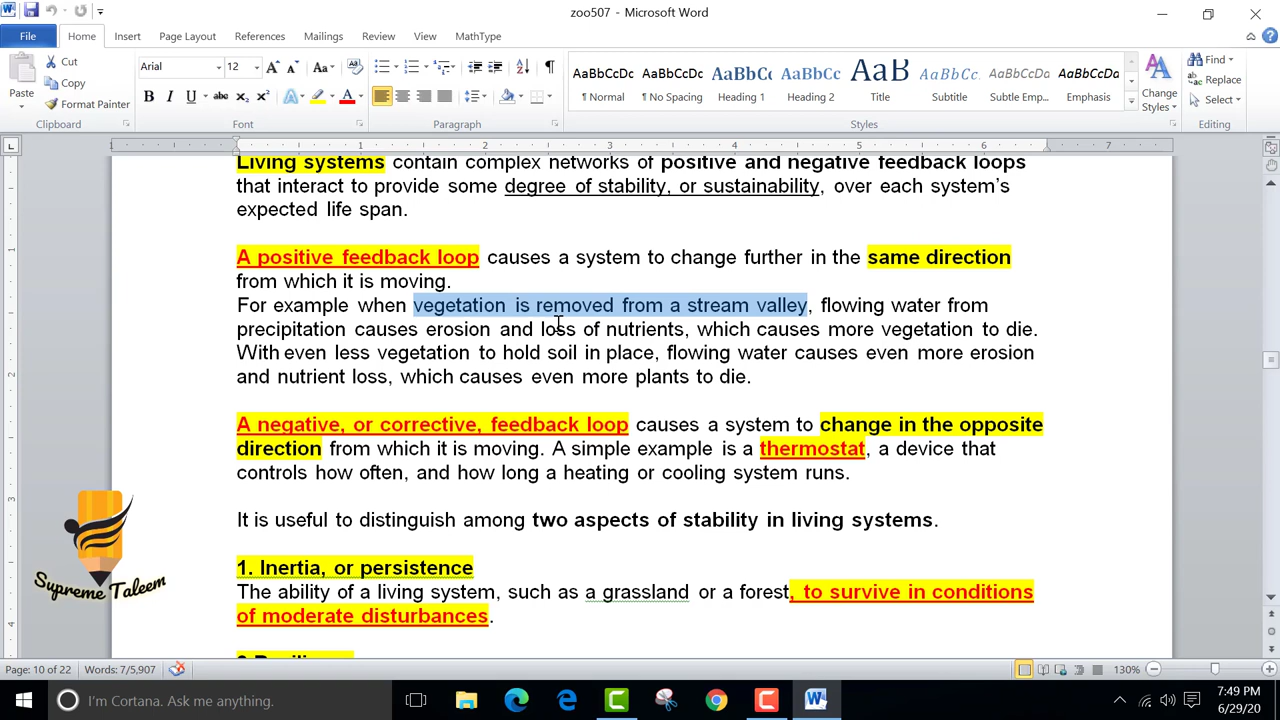 zoo507 - Microsoft Word
File Home Insert Page Layout References Mailings Review View MathType
Cut
Copy
Format Painter
Paste
Clipboard
Arial 12
Font
Paragraph
AaBbCcDc AaBbCcDc AaBbCc AaBbCc AaB AaBbCc. AaBbCcDa
¶ Normal ¶ No Spacing Heading 1 Heading 2 Title Subtitle Subtle Emp... Emphasis
Change Styles
Styles
Find
Replace
Select
Editing
Living systems contain complex networks of positive and negative feedback loops
that interact to provide some degree of stability, or sustainability, over each system's
expected life span.
A positive feedback loop causes a system to change further in the same direction
from which it is moving.
For example when vegetation is removed from a stream valley, flowing water from
precipitation causes erosion and loss of nutrients, which causes more vegetation to die.
With even less vegetation to hold soil in place, flowing water causes even more erosion
and nutrient loss, which causes even more plants to die.
A negative, or corrective, feedback loop causes a system to change in the opposite
direction from which it is moving. A simple example is a thermostat, a device that
controls how often, and how long a heating or cooling system runs.
It is useful to distinguish among two aspects of stability in living systems.
1. Inertia, or persistence
The ability of a living system, such as a grassland or a forest, to survive in conditions
of moderate disturbances.
Supreme Taleem
Page: 10 of 22 Words: 7/5,907 130%
I'm Cortana. Ask me anything.
7:49 PM
6/29/20